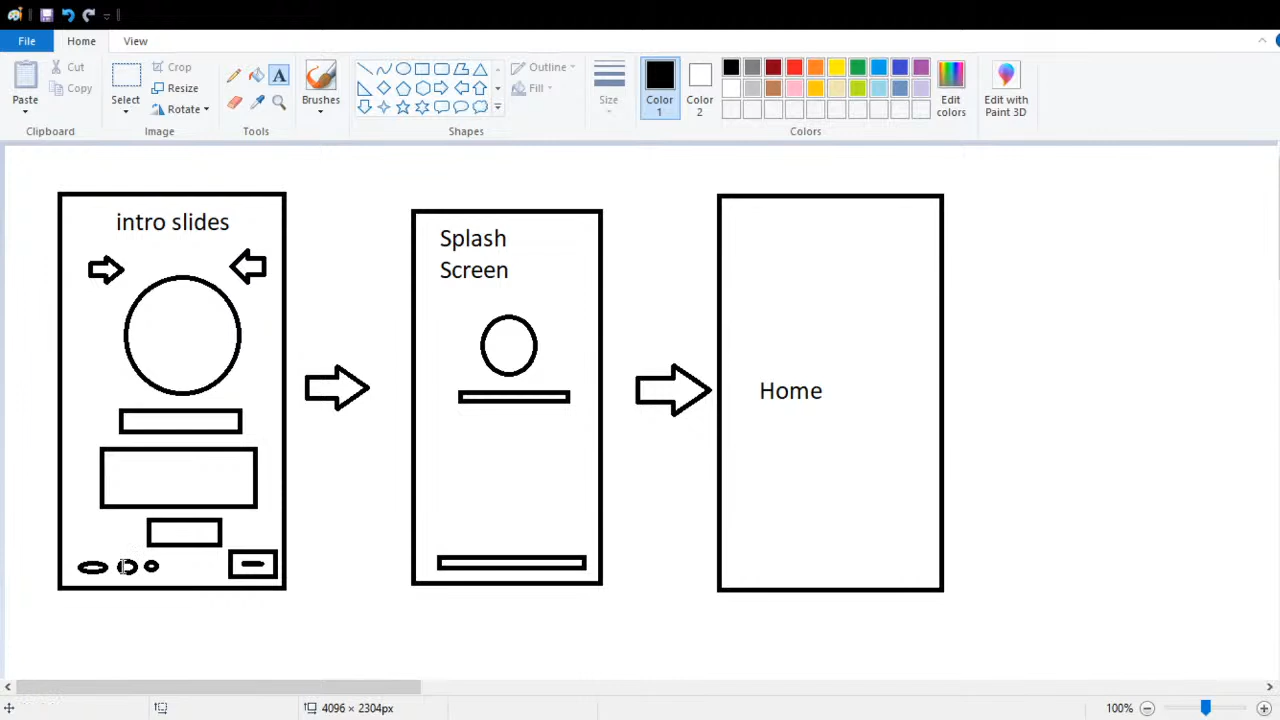 File
Home
View
Paste
Cut
Copy
Clipboard
Select
Crop
Resize
Rotate
Image
A
Tools
Brushes
Shapes
Outline
Fill
Size
Color
1
Color
2
Colors
Edit
colors
Edit with
Paint 3D
intro slides
Splash
Screen
Home
4096 × 2304px
100%